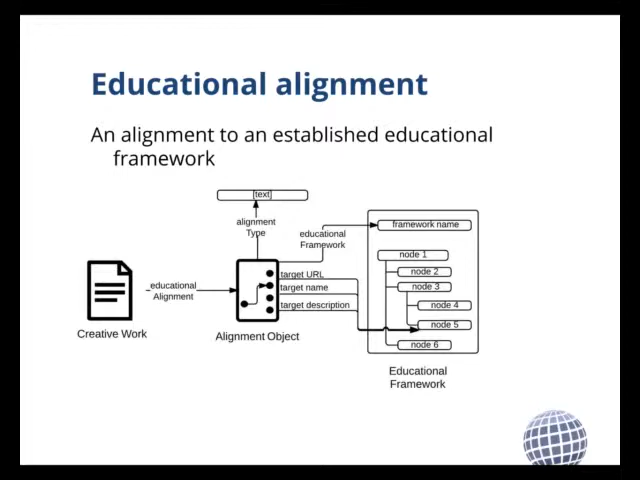 Educational alignment
An alignment to an established educational
framework
[text]
alignment
Type
educational
Framework
framework name
node 1
node 2
node 3
node 4
node 5
node 6
target URL
target name
target description
educational
Alignment
Creative Work
Alignment Object
Educational
Framework